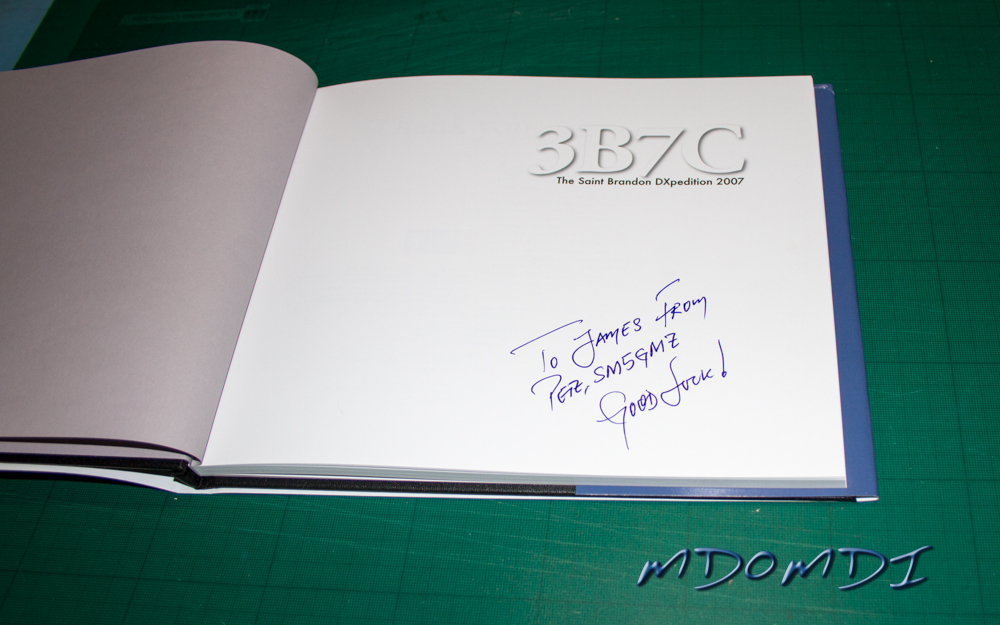 3B7C
The Saint Brandon DXpedition 2007
To JAMES FROM
PETE, SM5GMZ
GOOD LUCK!
MD0MDI